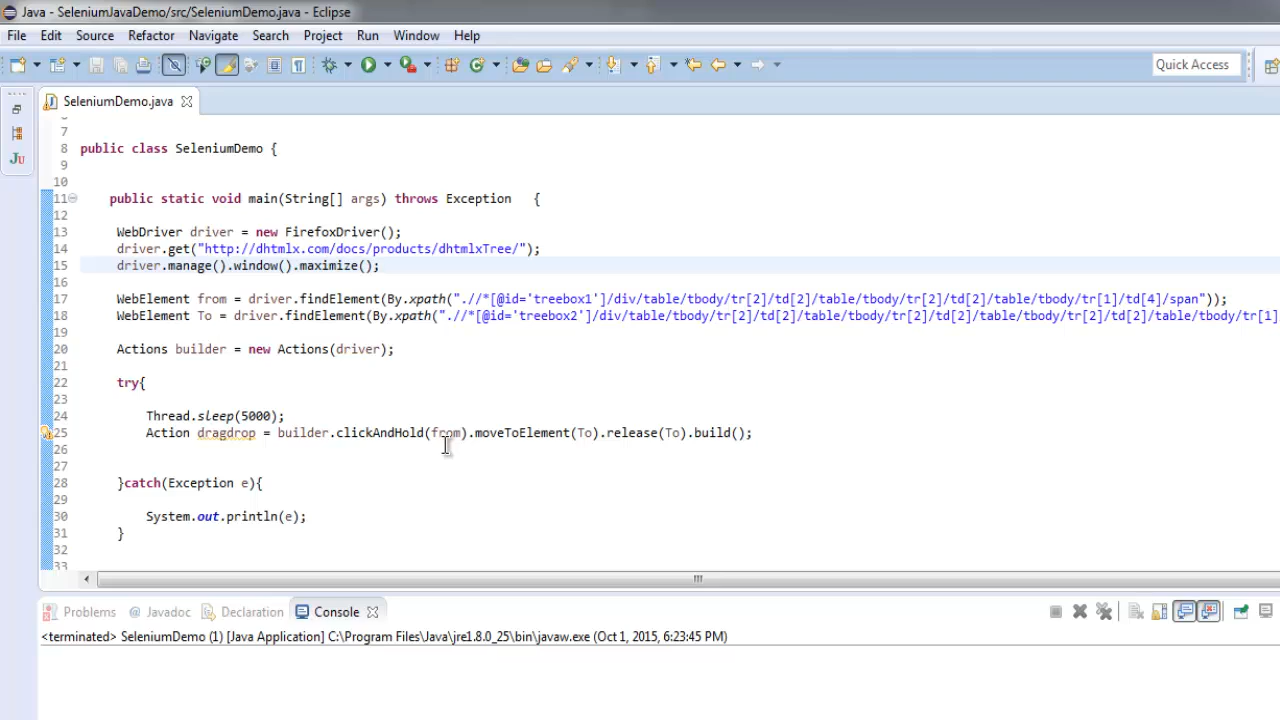 Java - SeleniumJavaDemo/src/SeleniumDemo.java - Eclipse
File Edit Source Refactor Navigate Search Project Run Window Help
Quick Access
SeleniumDemo.java
7
8 public class SeleniumDemo {
9
10
11 public static void main(String[] args) throws Exception {
12
13 WebDriver driver = new FirefoxDriver();
14 driver.get("http://dhtmlx.com/docs/products/dhtmlxTree/");
15 driver.manage().window().maximize();
16
17 WebElement from = driver.findElement(By.xpath(".//*[@id='treebox1']/div/table/tbody/tr[2]/td[2]/table/tbody/tr[2]/td[2]/table/tbody/tr[1]/td[4]/span"));
18 WebElement To = driver.findElement(By.xpath(".//*[@id='treebox2']/div/table/tbody/tr[2]/td[2]/table/tbody/tr[2]/td[2]/table/tbody/tr[2]/td[2]/table/tbody/tr[1]
19
20 Actions builder = new Actions(driver);
21
22 try{
23
24 Thread.sleep(5000);
25 Action dragdrop = builder.clickAndHold(from).moveToElement(To).release(To).build();
26
27
28 }catch(Exception e){
29
30 System.out.println(e);
31 }
32
33
Problems @ Javadoc Declaration Console
<terminated> SeleniumDemo (1) [Java Application] C:\Program Files\Java\jre1.8.0_25\bin\javaw.exe (Oct 1, 2015, 6:23:45 PM)